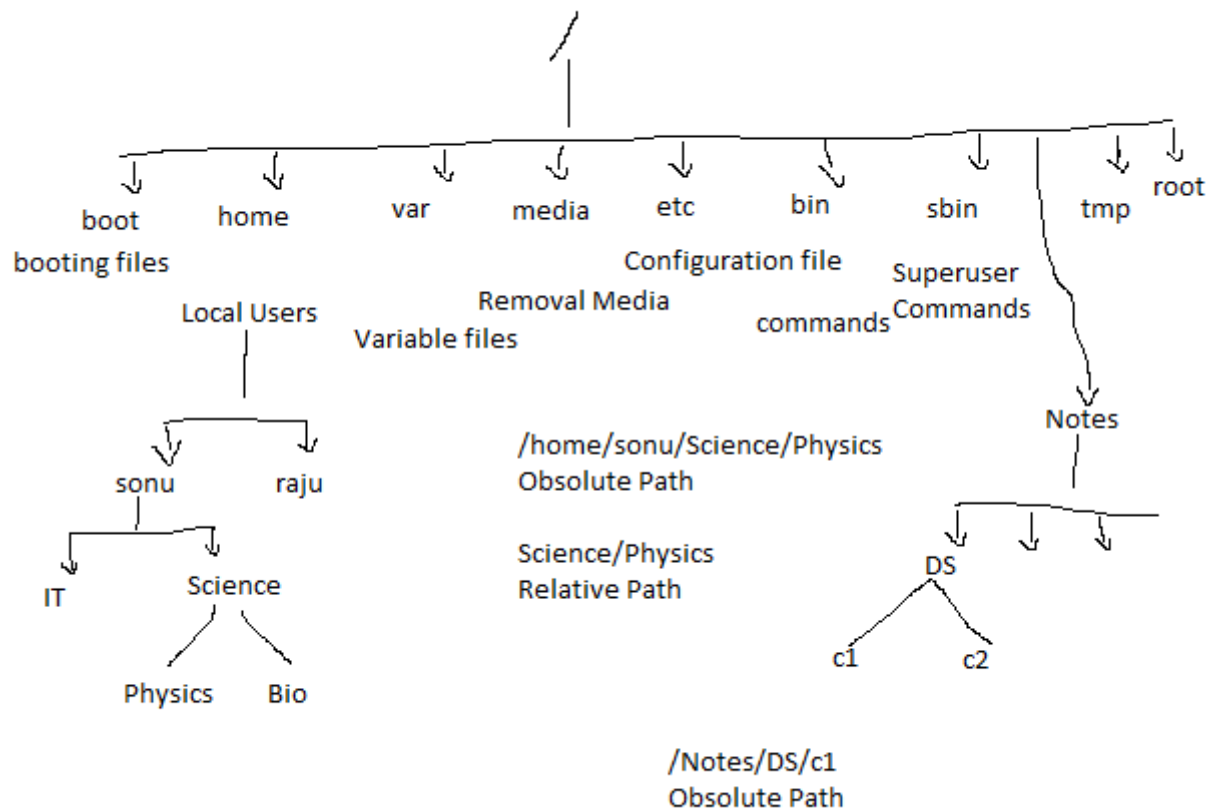 /
boot home var media etc bin sbin tmp root
booting files
Configuration file
Superuser
Commands
Removal Media
Local Users
commands
Variable files
Notes
/home/sonu/Science/Physics
Obsolute Path
sonu raju
Science/Physics
Relative Path
DS
IT Science
c1 c2
Physics Bio
/Notes/DS/c1
Obsolute Path